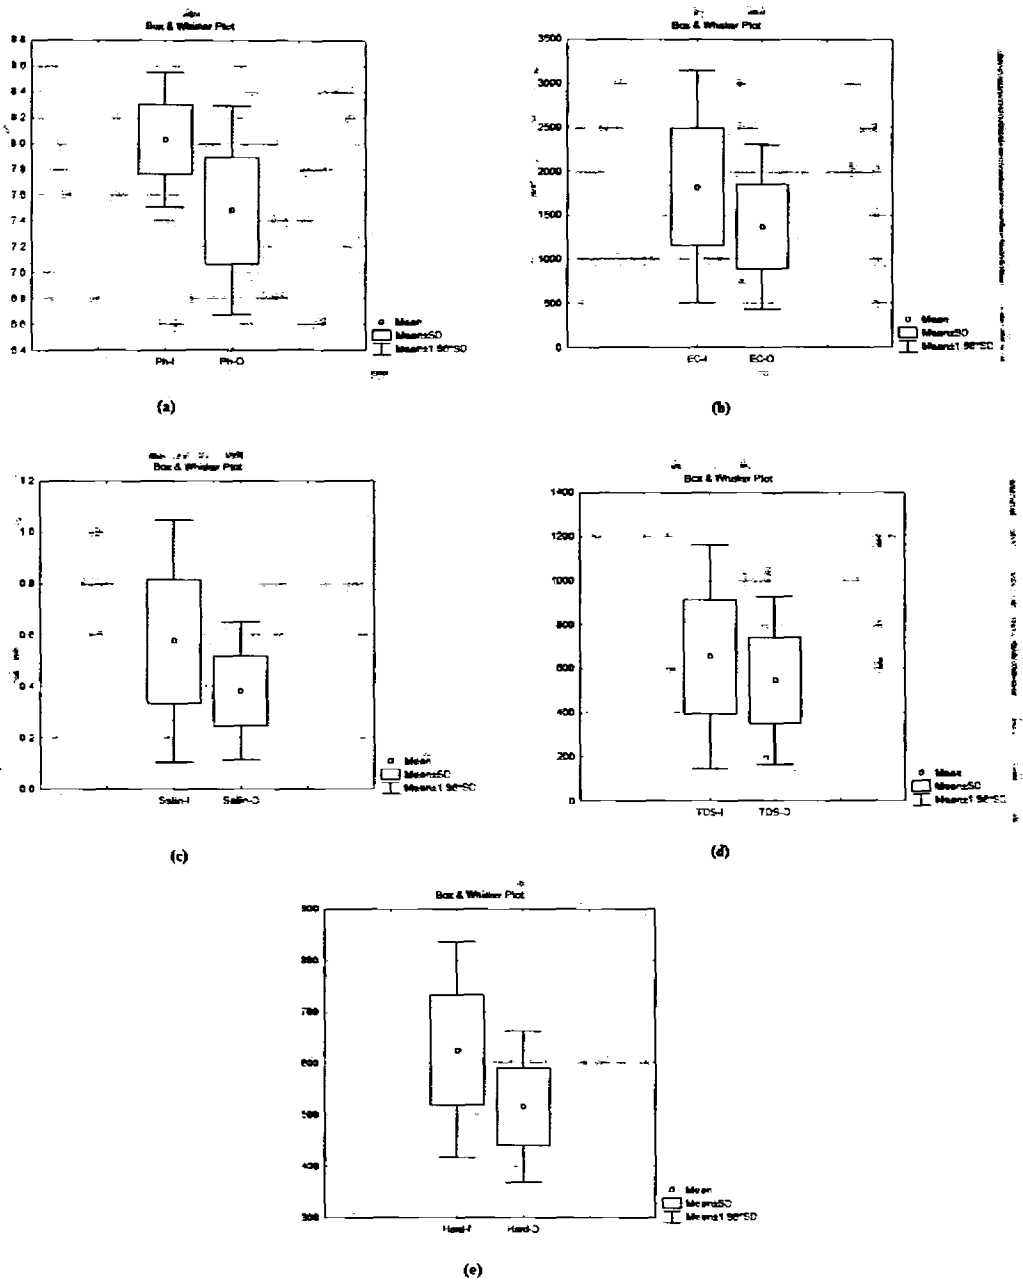 Box & Whisker Plot
8.8
8.6
8.4
8.2
8.0
7.8
7.6
7.4
7.2
7.0
6.8
6.6
6.4
Ph-I Ph-O
Mean
Mean±SD
Mean±1.96*SD
(a)
Box & Whisker Plot
3500
3000
2500
2000
1500
1000
500
0
EC-I EC-O
Mean
Mean±SD
Mean±1.96*SD
(b)
Box & Whisker Plot
1.2
1.0
0.8
0.6
0.4
0.2
0.0
Salin-I Salin-O
Mean
Mean±SD
Mean±1.96*SD
(c)
Box & Whisker Plot
1400
1200
1000
800
600
400
200
0
TDS-I TDS-O
Mean
Mean±SD
Mean±1.96*SD
(d)
Box & Whisker Plot
900
800
700
600
500
400
300
Hard-I Hard-O
Mean
Mean±SD
Mean±1.96*SD
(e)